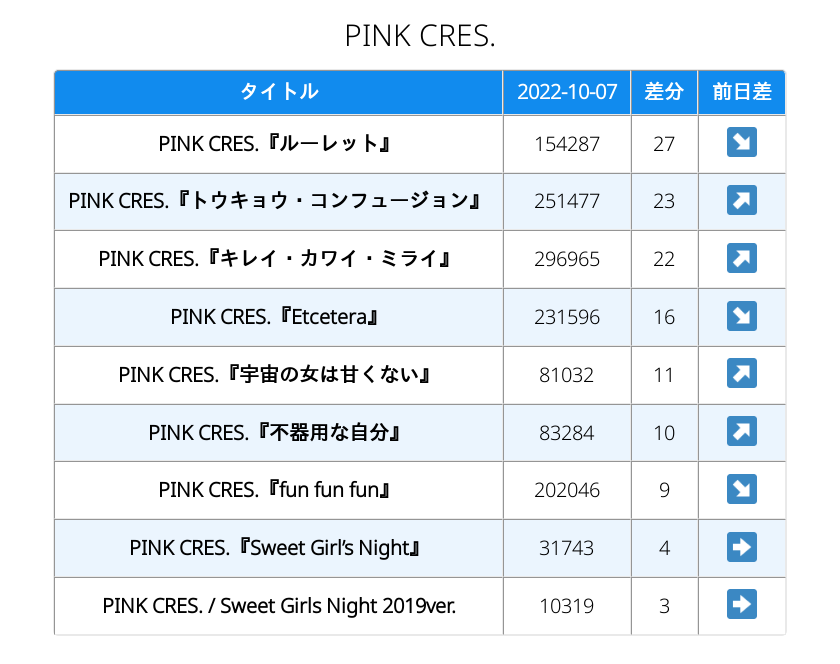 PINK CRES.
タイトル 2022-10-07 差分 前日差
PINK CRES.『ルーレット』 154287 27 ↘
PINK CRES.『トウキョウ・コンフュージョン』 251477 23 ↗
PINK CRES.『キレイ・カワイ・ミライ』 296965 22 ↗
PINK CRES.『Etcetera』 231596 16 ↘
PINK CRES.『宇宙の女は甘くない』 81032 11 ↗
PINK CRES.『不器用な自分』 83284 10 ↗
PINK CRES.『fun fun fun』 202046 9 ↘
PINK CRES.『Sweet Girl’s Night』 31743 4 ➡
PINK CRES. / Sweet Girls Night 2019ver. 10319 3 ➡